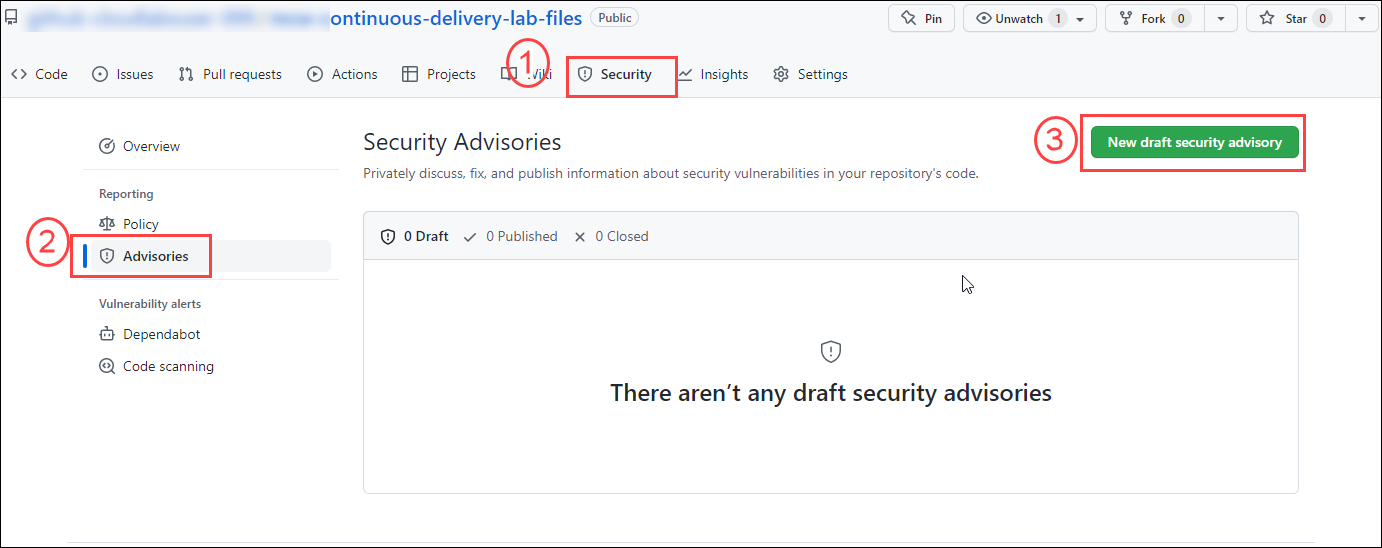 ontinuous-delivery-lab-files Public Pin Unwatch 1 Fork 0 Star 0
1
Code Issues Pull requests Actions Projects Wiki Security Insights Settings
Overview
Reporting
Policy
2
Advisories
Vulnerability alerts
Dependabot
Code scanning
Security Advisories
3
New draft security advisory
Privately discuss, fix, and publish information about security vulnerabilities in your repository's code.
0 Draft 0 Published 0 Closed
There aren’t any draft security advisories